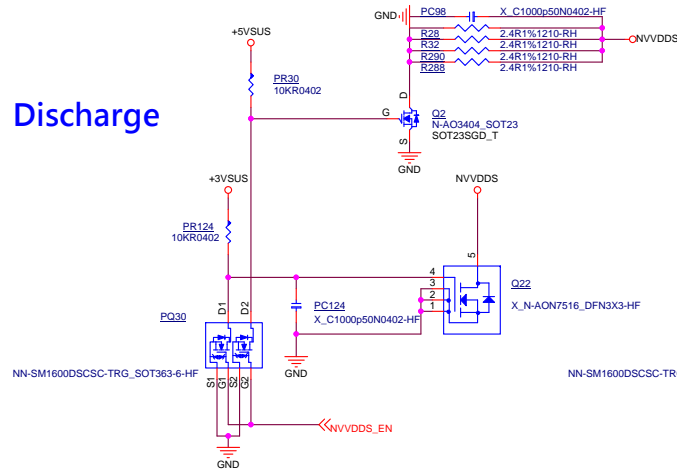 GND
PC98
X_C1000p50N0402-HF
R28
2.4R1%1210-RH
R32
2.4R1%1210-RH
R290
2.4R1%1210-RH
R288
2.4R1%1210-RH
NVVDDS
+5VSUS
PR30
10KR0402
Discharge
D
G
S
Q2
N-AO3404_SOT23
SOT23SGD_T
GND
+3VSUS
PR124
10KR0402
NVVDDS
5
4
3
2
1
Q22
X_N-AON7516_DFN3X3-HF
PC124
X_C1000p50N0402-HF
GND
D1
D2
PQ30
NN-SM1600DSCSC-TRG_SOT363-6-HF
S1
G1
S2
G2
NVVDDS_EN
GND
NN-SM1600DSCSC-TR